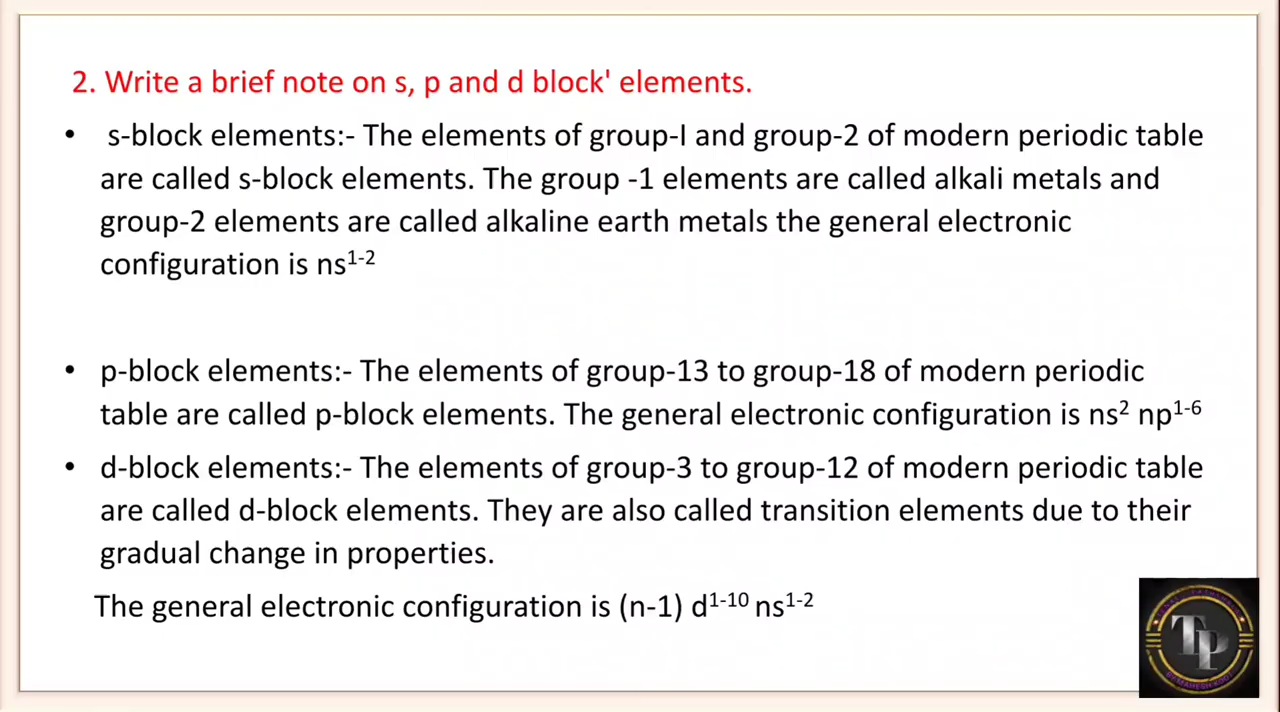 2. Write a brief note on s, p and d block' elements.
• s-block elements:- The elements of group-I and group-2 of modern periodic table
are called s-block elements. The group -1 elements are called alkali metals and
group-2 elements are called alkaline earth metals the general electronic
configuration is ns¹⁻²
• p-block elements:- The elements of group-13 to group-18 of modern periodic
table are called p-block elements. The general electronic configuration is ns² np¹⁻⁶
• d-block elements:- The elements of group-3 to group-12 of modern periodic table
are called d-block elements. They are also called transition elements due to their
gradual change in properties.
The general electronic configuration is (n-1) d¹⁻¹⁰ ns¹⁻²
TP